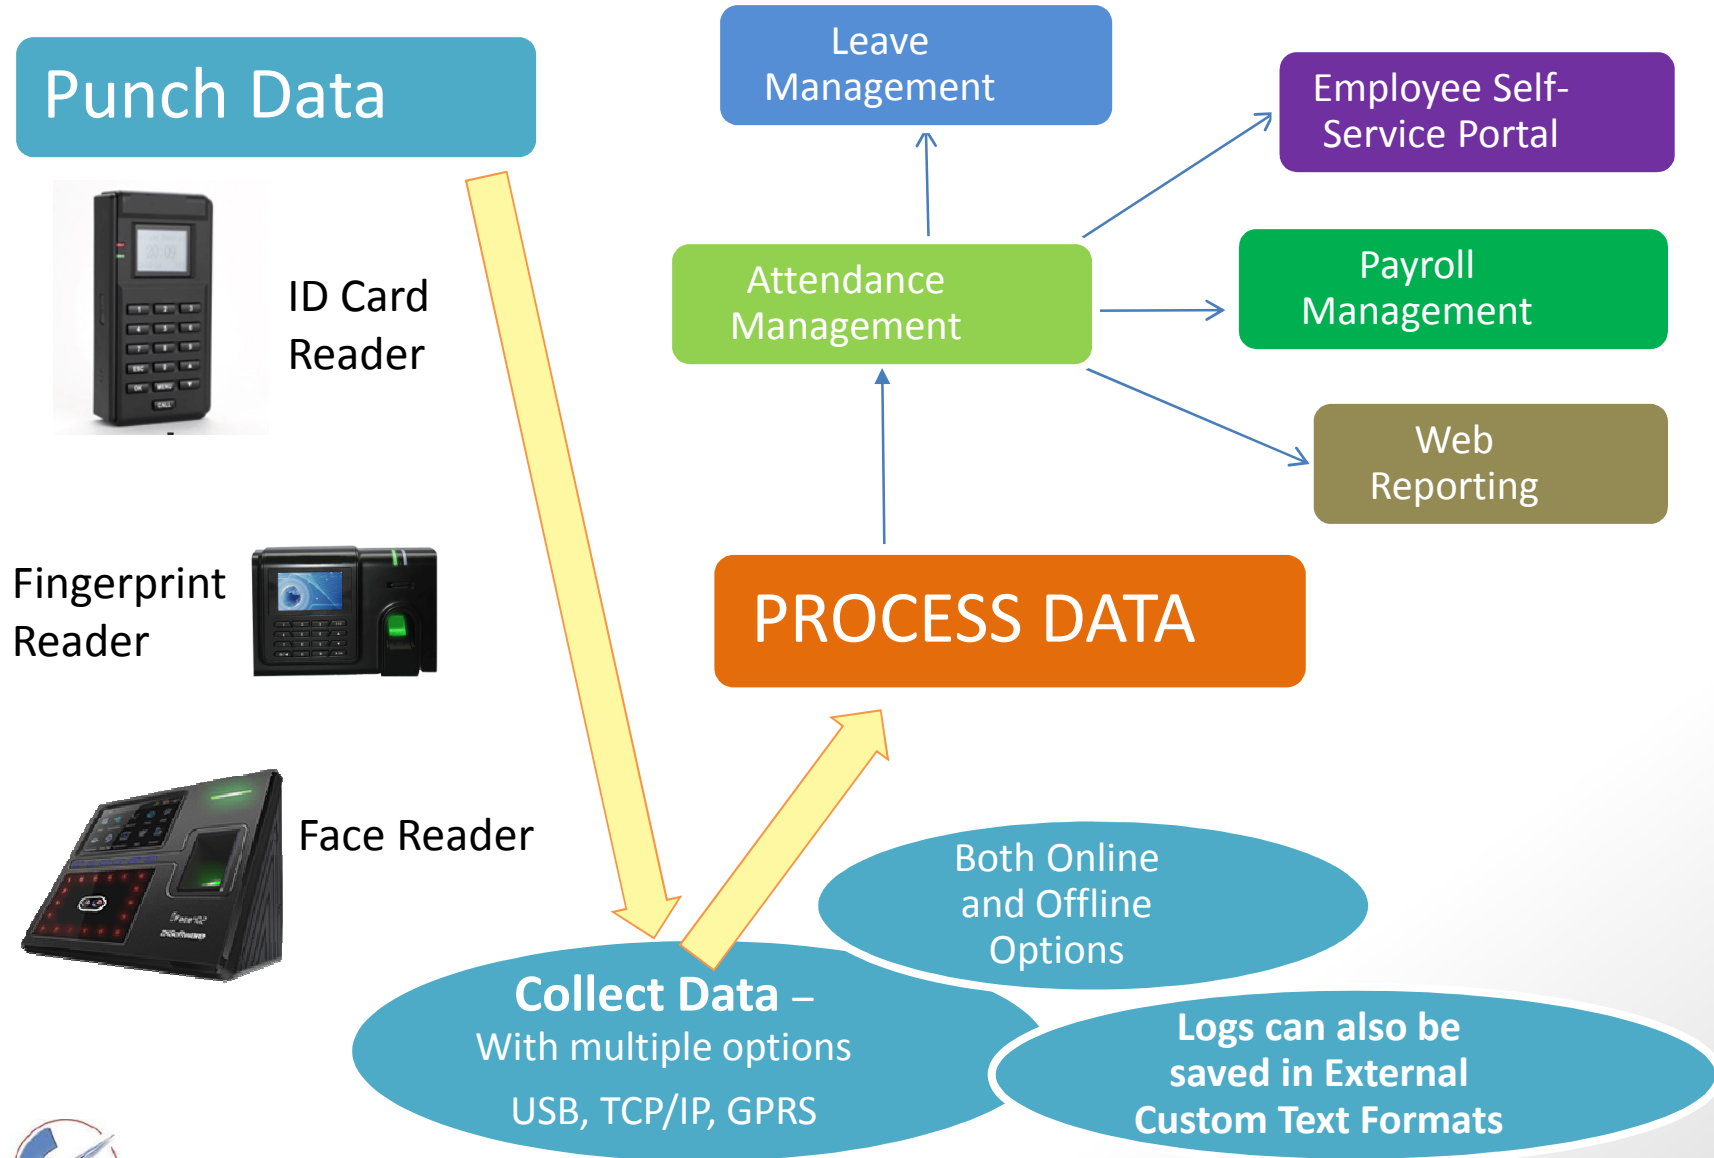 Punch Data
ID Card
Reader
Fingerprint
Reader
Face Reader
Leave
Management
Employee Self-
Service Portal
Attendance
Management
Payroll
Management
Web
Reporting
PROCESS DATA
Both Online
and Offline
Options
Collect Data –
With multiple options
USB, TCP/IP, GPRS
Logs can also be
saved in External
Custom Text Formats